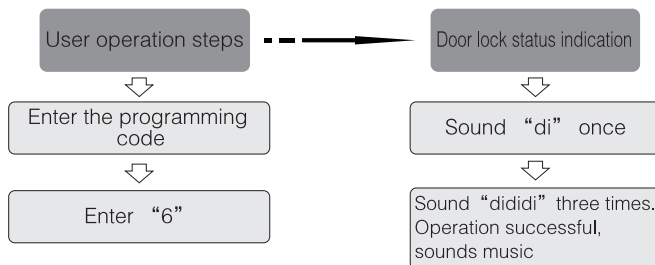 User operation steps
Door lock status indication
Enter the programming
code
Sound “di” once
Enter “6”
Sound “dididi” three times.
Operation successful,
sounds music